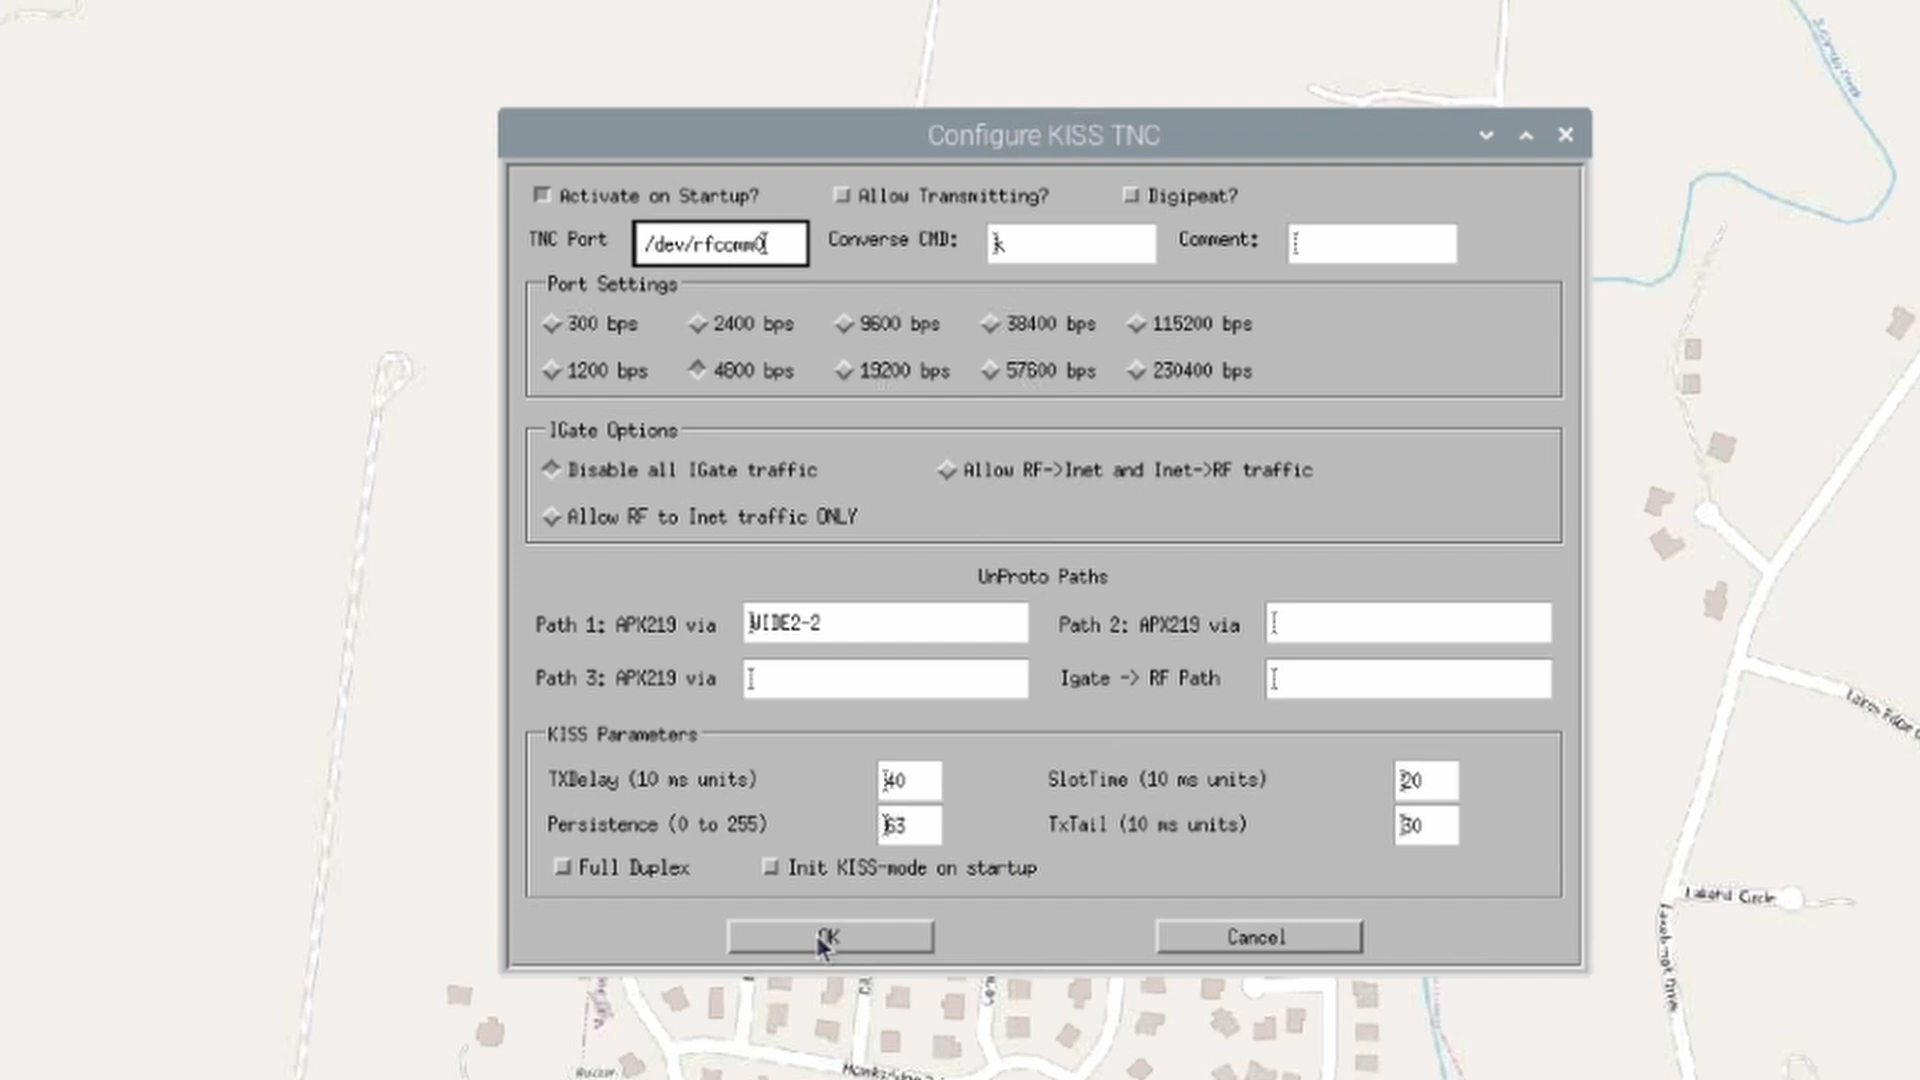 Configure KISS TNC
Activate on Startup? Allow Transmitting? Digipeat?
TNC Port /dev/rfcomm0 Converse CMD: k Comment:
Port Settings
300 bps 2400 bps 9600 bps 38400 bps 115200 bps
1200 bps 4800 bps 19200 bps 57600 bps 230400 bps
IGate Options
Disable all IGate traffic Allow RF->Inet and Inet->RF traffic
Allow RF to Inet traffic ONLY
UnProto Paths
Path 1: APX219 via WIDE2-2 Path 2: APX219 via
Path 3: APX219 via Igate -> RF Path
KISS Parameters
TXDelay (10 ms units) 40 SlotTime (10 ms units) 20
Persistence (0 to 255) 63 TxTail (10 ms units) 30
Full Duplex Init KISS-mode on startup
OK Cancel
Circle